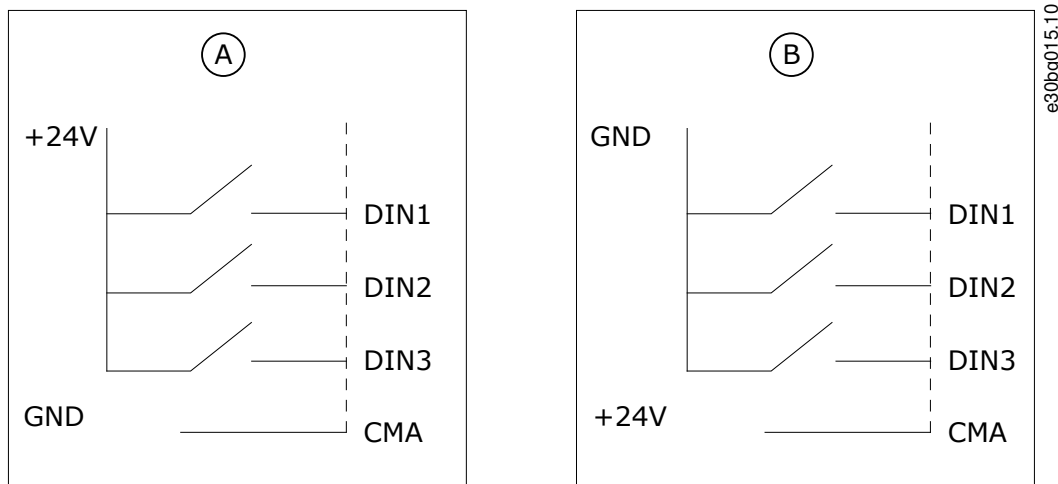 A
+24V
DIN1
DIN2
DIN3
GND
CMA
B
GND
DIN1
DIN2
DIN3
+24V
CMA
e30bg015.10